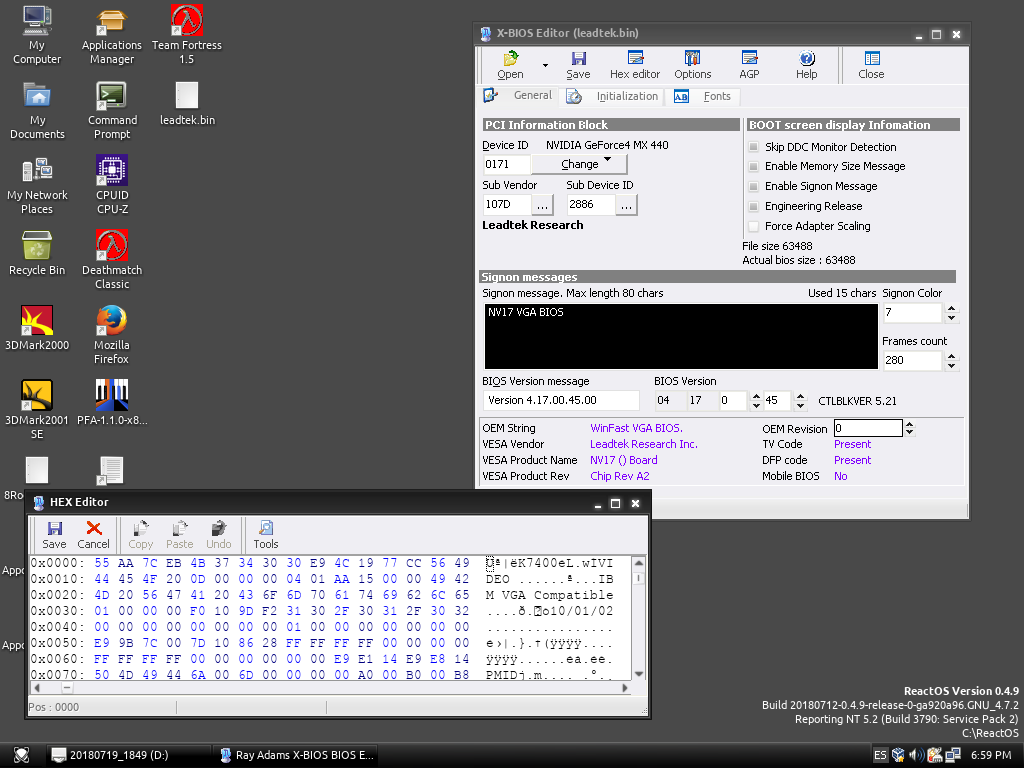 My Computer
Applications Manager
Team Fortress 1.5
My Documents
Command Prompt
leadtek.bin
My Network Places
CPUID CPU-Z
Recycle Bin
Deathmatch Classic
3DMark2000
Mozilla Firefox
3DMark2001 SE
PFA-1.1.0-x8...
X-BIOS Editor (leadtek.bin)
Open
Save
Hex editor
Options
AGP
Help
Close
General
Initialization
Fonts
PCI Information Block
Device ID NVIDIA GeForce4 MX 440
0171 Change
Sub Vendor Sub Device ID
107D ... 2886 ...
Leadtek Research
BOOT screen display Infomation
Skip DDC Monitor Detection
Enable Memory Size Message
Enable Signon Message
Engineering Release
Force Adapter Scaling
File size 63488
Actual bios size : 63488
Signon messages
Signon message. Max length 80 chars Used 15 chars Signon Color
NV17 VGA BIOS 7
Frames count
280
BIOS Version message BIOS Version
Version 4.17.00.45.00 04 17 0 45 CTLBLKVER 5.21
OEM String WinFast VGA BIOS. OEM Revision 0
VESA Vendor Leadtek Research Inc. TV Code Present
VESA Product Name NV17 () Board DFP code Present
VESA Product Rev Chip Rev A2 Mobile BIOS No
HEX Editor
Save Cancel Copy Paste Undo Tools
0x0000: 55 AA 7C EB 4B 37 34 30 30 E9 4C 19 77 CC 56 49 Uª|ëK7400éL.wÌVI
0x0010: 44 45 4F 20 0D 00 00 00 04 01 AA 15 00 00 49 42 DEO ......ª...IB
0x0020: 4D 20 56 47 41 20 43 6F 6D 70 61 74 69 62 6C 65 M VGA Compatible
0x0030: 01 00 00 00 F0 10 9D F2 31 30 2F 30 31 2F 30 32
0x0040: 00 00 00 00 00 00 00 01 00 00 00 00 00 00 00 00 ................
0x0050: E9 9B 7C 00 7D 10 86 28 FF FF FF FF 00 00 00 00 é›|.}.†(ÿÿÿÿ....
0x0060: FF FF FF FF 00 00 00 00 00 00 E9 E1 14 E9 E8 14 ÿÿÿÿ......éá.éè.
0x0070: 50 4D 49 44 6A 00 6D 00 00 00 00 A0 00 B0 00 B8
Pos : 0000
ReactOS Version 0.4.9
Build 20180712-0.4.9-release-0-ga920a96.GNU_4.7.2
Reporting NT 5.2 (Build 3790: Service Pack 2)
C:\ReactOS
20180719_1849 (D:)
Ray Adams X-BIOS BIOS E...
ES
6:59 PM